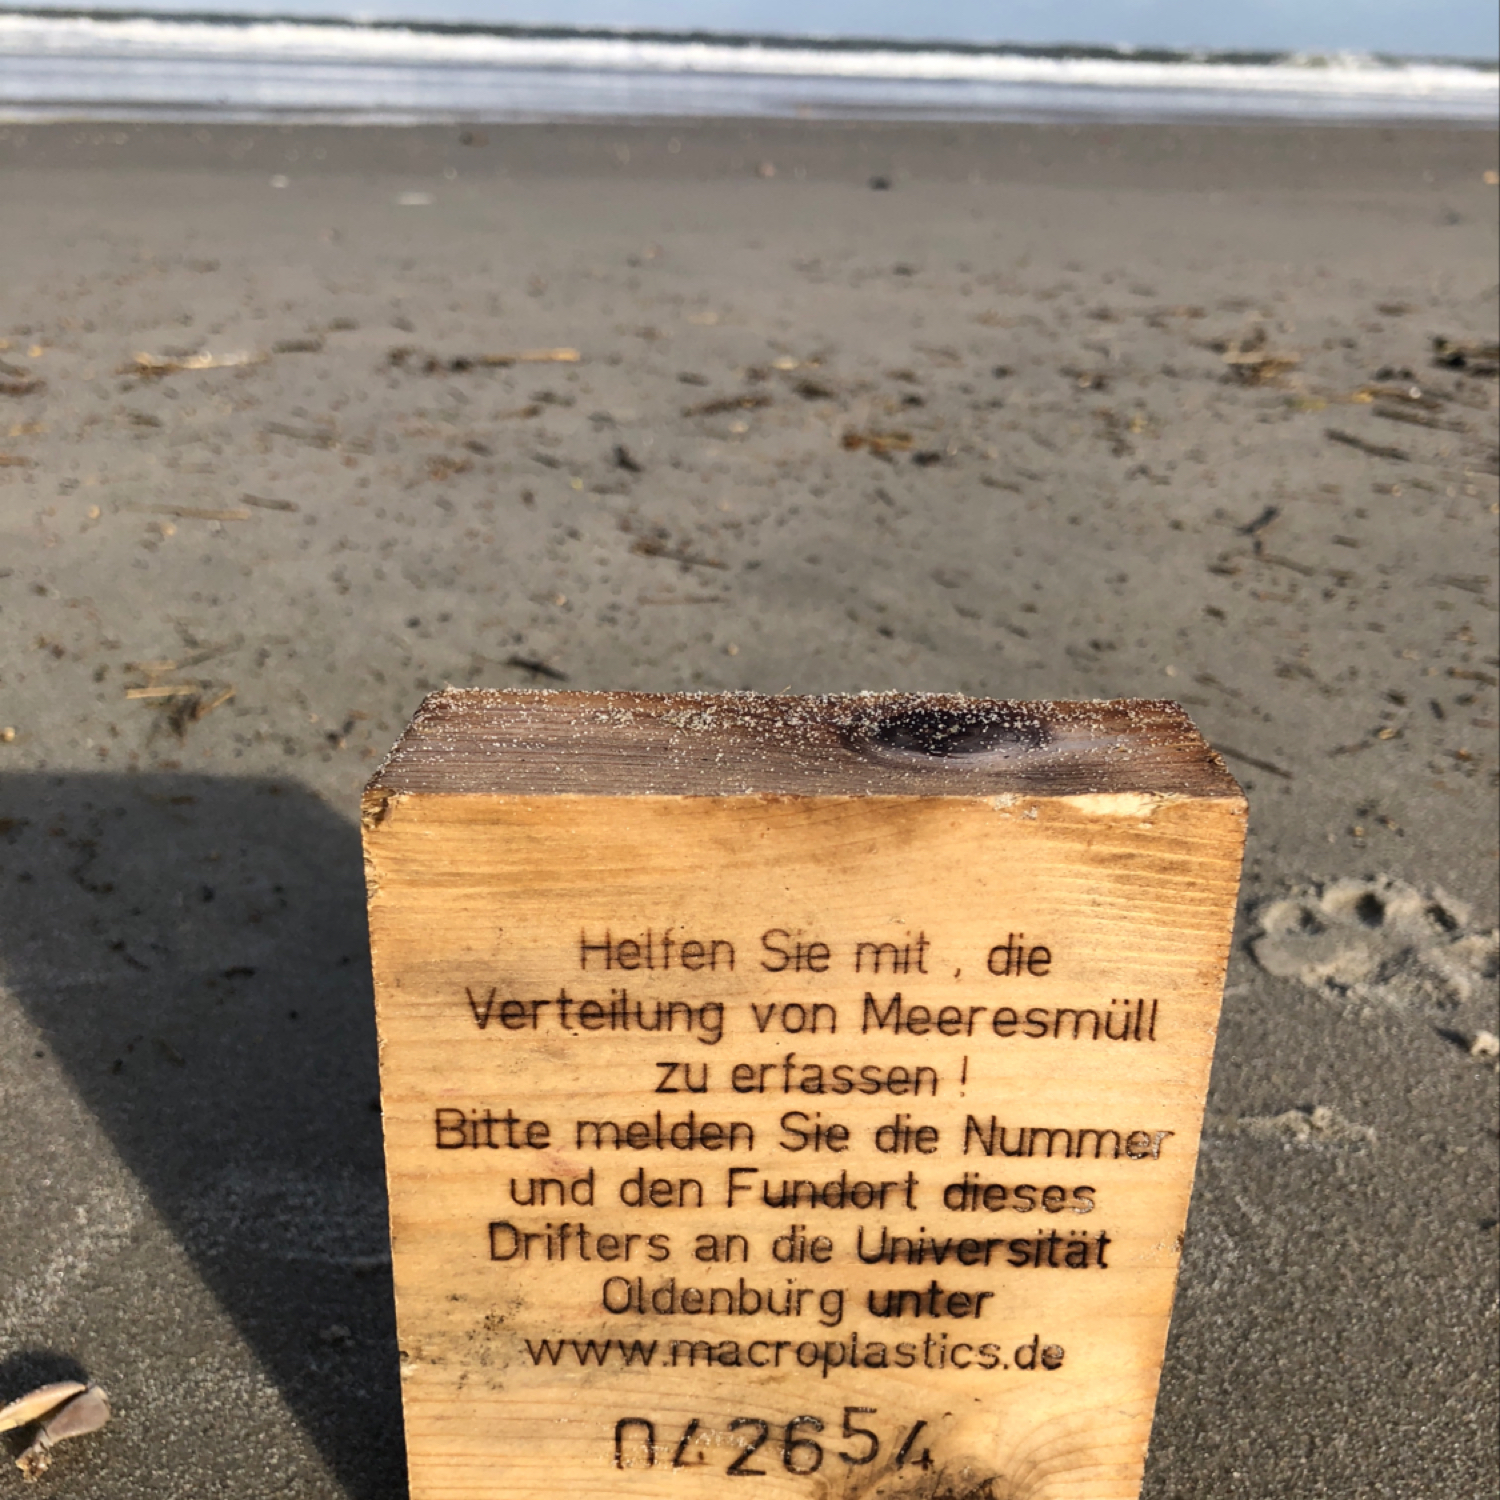 Helfen Sie mit , die
Verteilung von Meeresmüll
zu erfassen !
Bitte melden Sie die Nummer
und den Fundort dieses
Drifters an die Universität
Oldenburg unter
www.macroplastics.de
042654